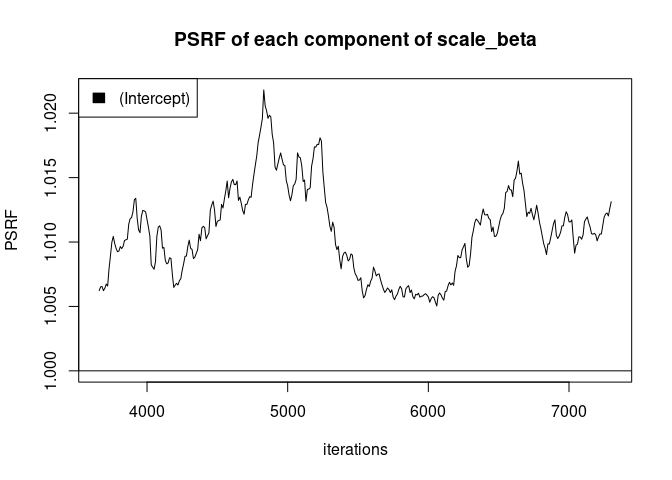 PSRF of each component of scale_beta
(Intercept)
PSRF
1.020
1.015
1.010
1.005
1.000
4000 5000 6000 7000
iterations